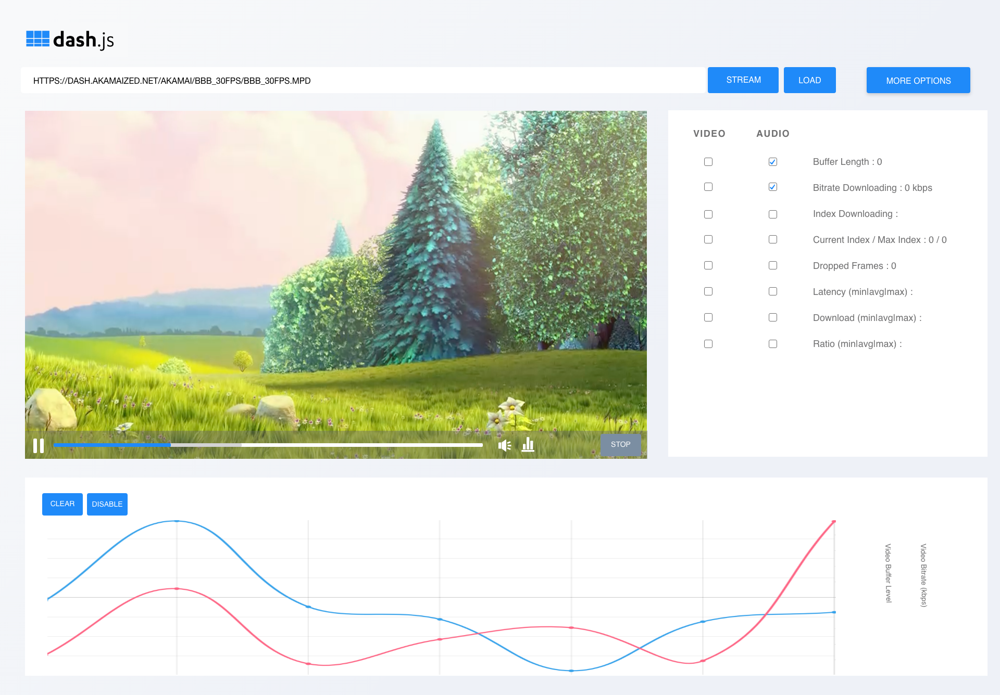 dash.js
HTTPS://DASH.AKAMAIZED.NET/AKAMAI/BBB_30FPS/BBB_30FPS.MPD
STREAM
LOAD
MORE OPTIONS
VIDEO AUDIO
Buffer Length : 0
Bitrate Downloading : 0 kbps
Index Downloading :
Current Index / Max Index : 0 / 0
Dropped Frames : 0
Latency (min|avg|max) :
Download (min|avg|max) :
Ratio (min|avg|max) :
STOP
CLEAR
DISABLE
Video Buffer Level
Video Bitrate (kbps)